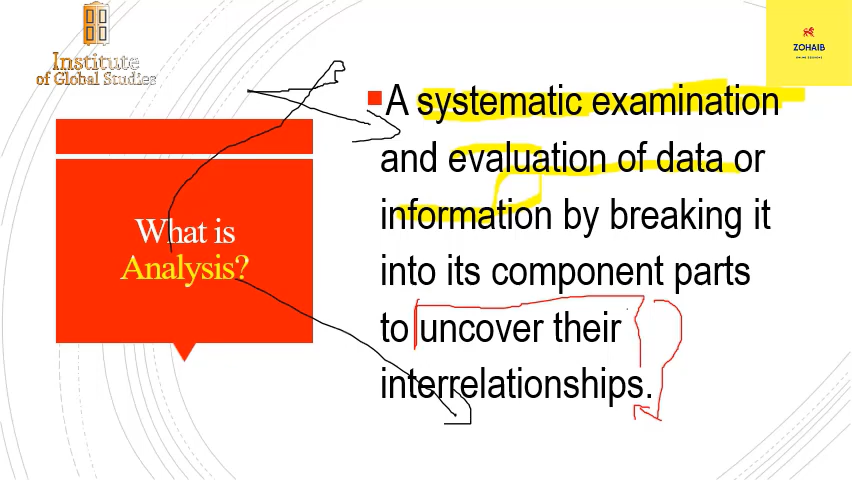 Institute
of Global Studies
ZOHAIB
What is
Analysis?
A systematic examination
and evaluation of data or
information by breaking it
into its component parts
to uncover their
interrelationships.